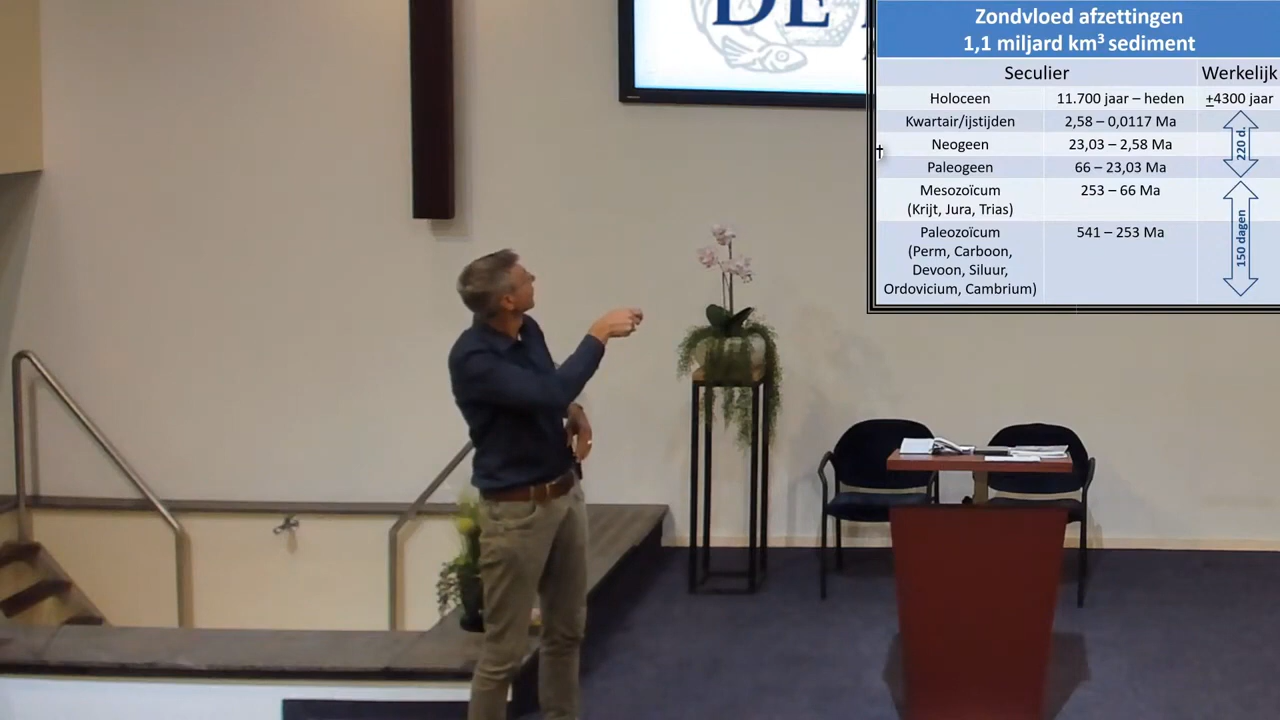 DE
Zondvloed afzettingen
1,1 miljard km³ sediment
Seculier Werkelijk
Holoceen 11.700 jaar – heden ±4300 jaar
Kwartair/ijstijden 2,58 – 0,0117 Ma
Neogeen 23,03 – 2,58 Ma
220 d.
Paleogeen 66 – 23,03 Ma
Mesozoïcum 253 – 66 Ma
(Krijt, Jura, Trias)
Paleozoïcum 541 – 253 Ma
150 dagen
(Perm, Carboon,
Devoon, Siluur,
Ordovicium, Cambrium)